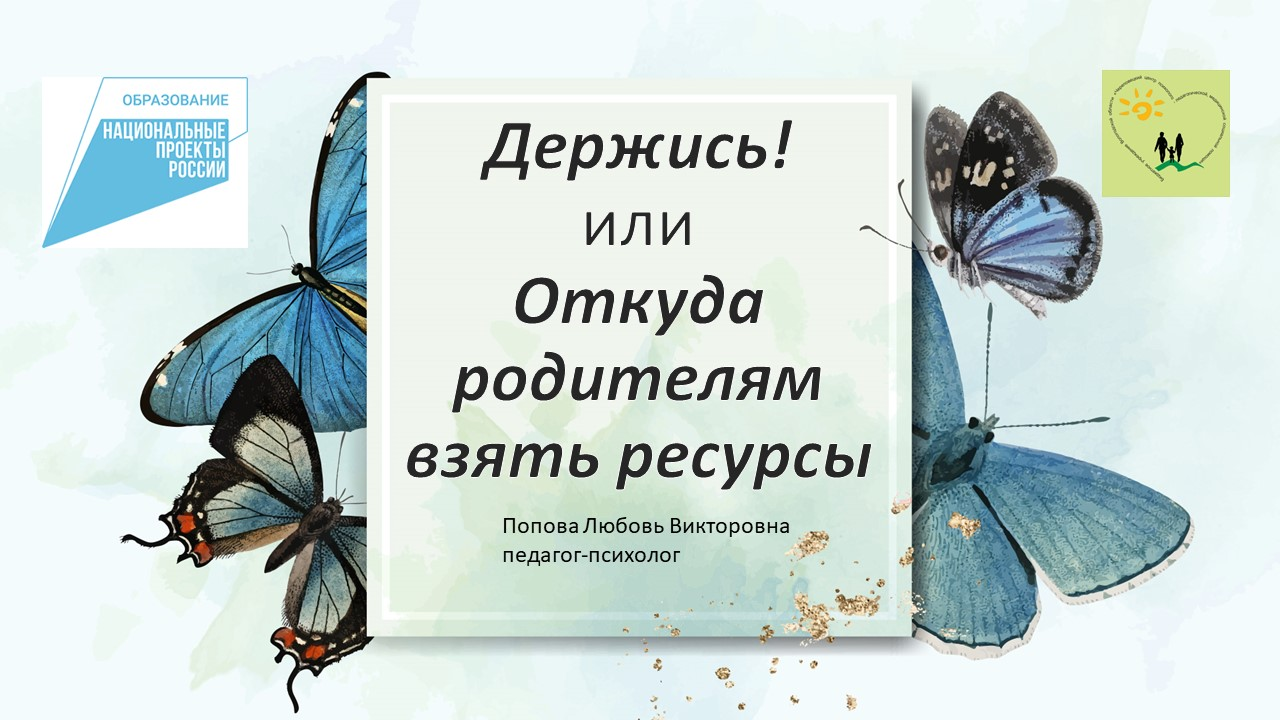 ОБРАЗОВАНИЕ
НАЦИОНАЛЬНЫЕ
ПРОЕКТЫ
РОССИИ
Держись!
или
Откуда
родителям
взять ресурсы
Попова Любовь Викторовна
педагог-психолог